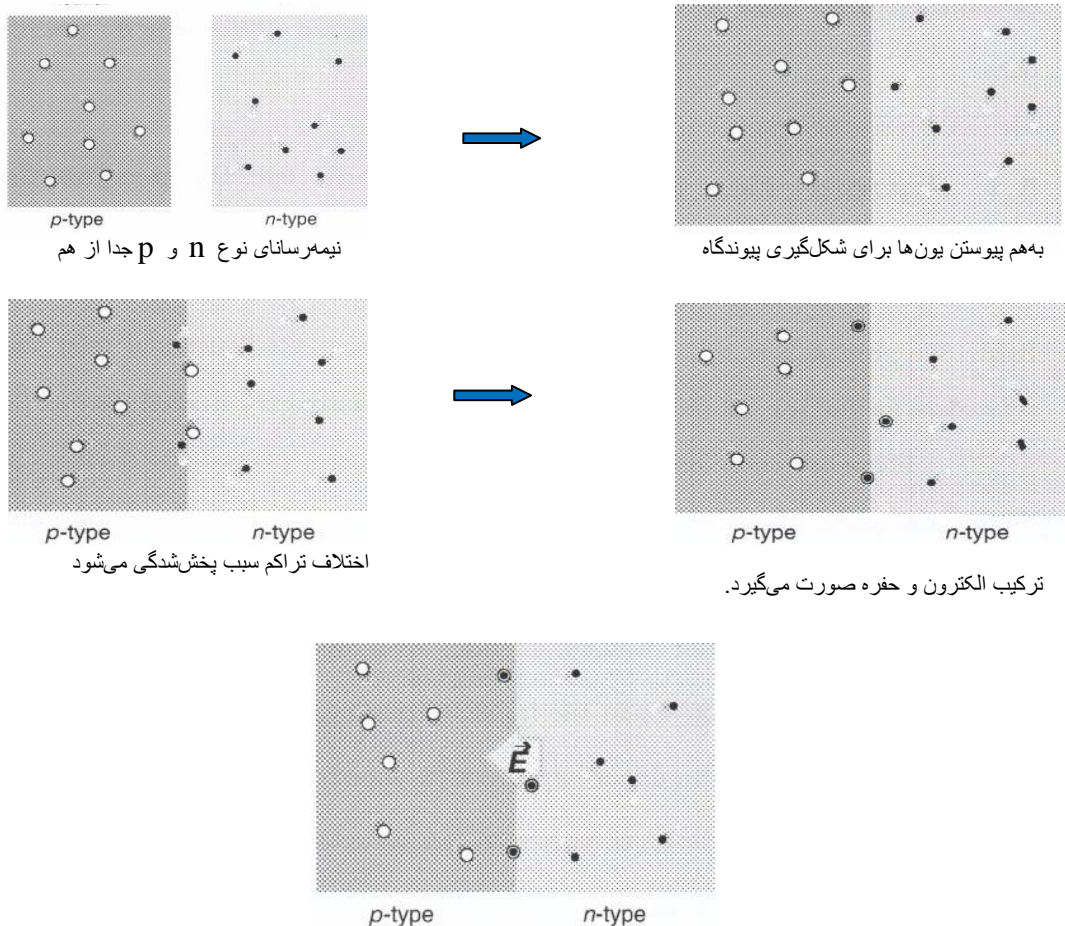 p-type
n-type
نیمه‌رسانای نوع n و p جدا از هم
به‌هم پیوستن یون‌ها برای شکل‌گیری پیوندگاه
p-type
n-type
اختلاف تراکم سبب پخش‌شدگی می‌شود
p-type
n-type
ترکیب الکترون و حفره صورت می‌گیرد.
E
p-type
n-type